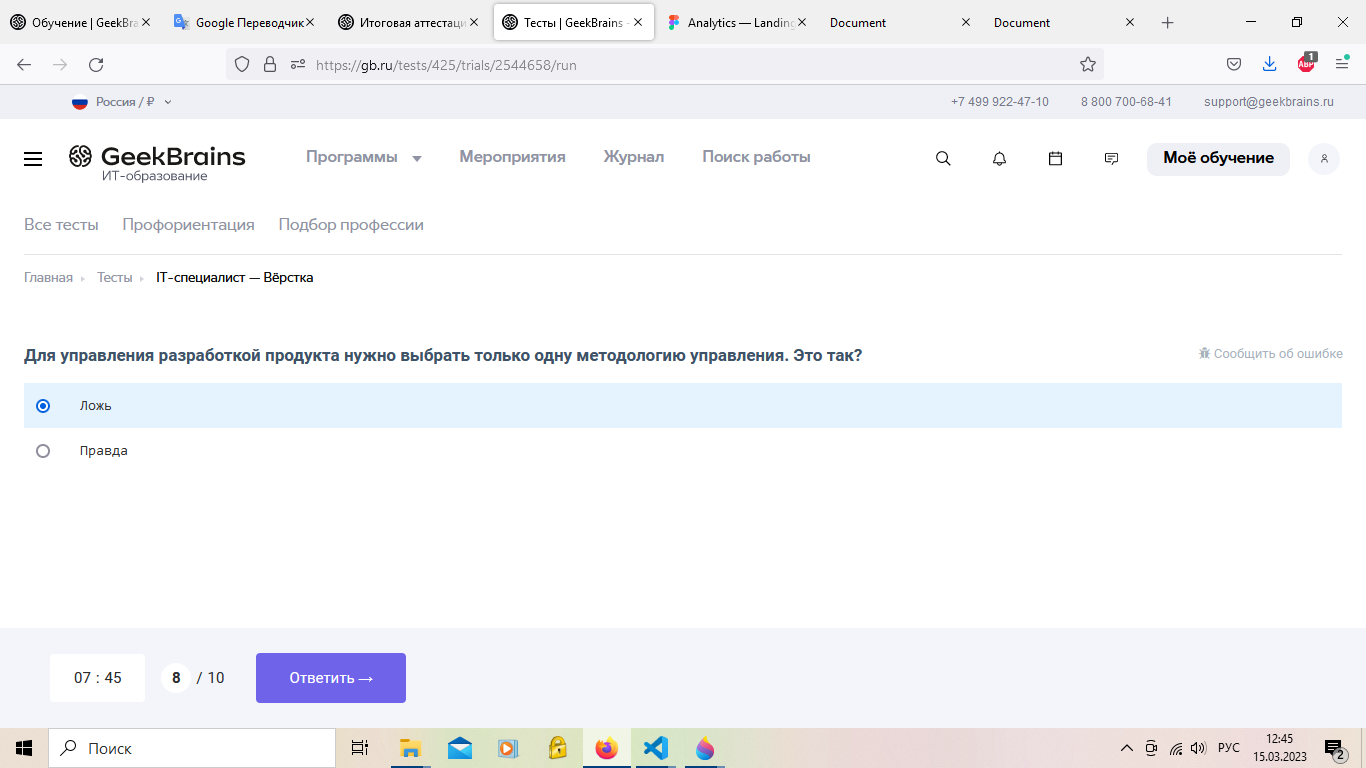 Обучение | GeekBra
Google Переводчик
Итоговая аттестаци
Тесты | GeekBrains -
Analytics — Landing
Document
Document
https://gb.ru/tests/425/trials/2544658/run
ABP
1
Россия / ₽
+7 499 922-47-10
8 800 700-68-41
support@geekbrains.ru
GeekBrains
ИТ-образование
Программы
Мероприятия
Журнал
Поиск работы
Моё обучение
Все тесты
Профориентация
Подбор профессии
Главная
Тесты
IT-специалист — Вёрстка
Для управления разработкой продукта нужно выбрать только одну методологию управления. Это так?
Сообщить об ошибке
Ложь
Правда
07 : 45
8 / 10
Ответить →
Поиск
РУС
12:45
15.03.2023
2